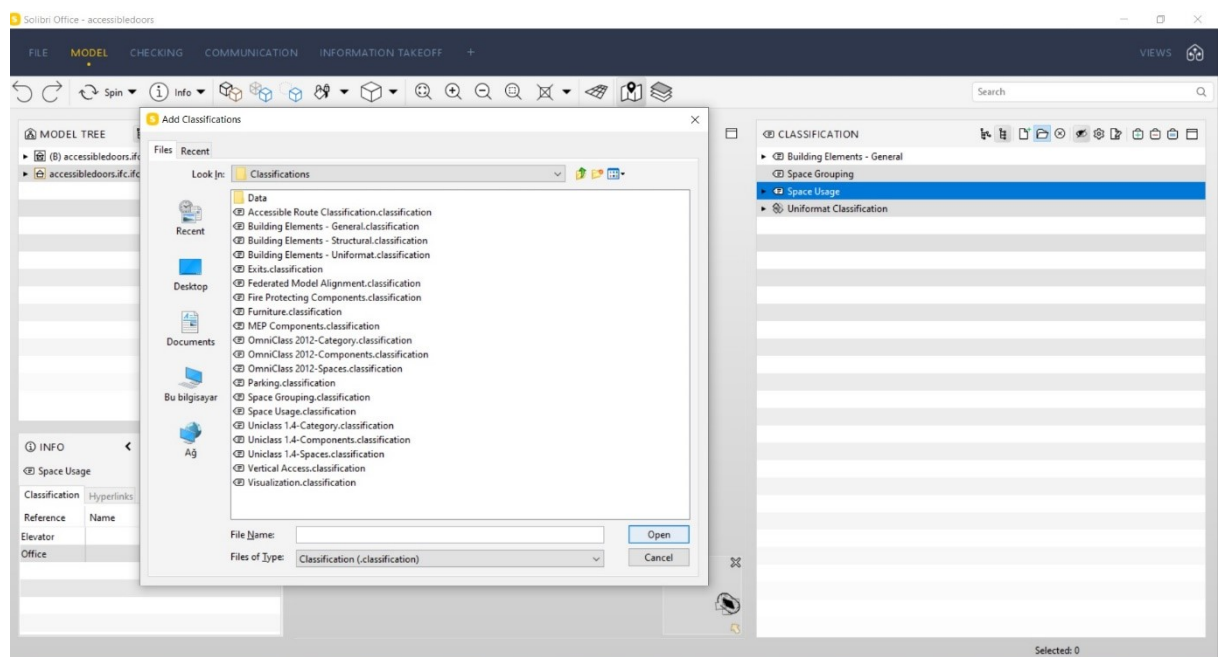 Solibri Office - accessibledoors
FILE MODEL CHECKING COMMUNICATION INFORMATION TAKEOFF + VIEWS
Spin Info Search
MODEL TREE
(B) accessibledoors.ifc
accessibledoors.ifc.ifc
INFO
Space Usage
Classification Hyperlinks
Reference Name
Elevator
Office
Add Classifications
Files Recent
Look In: Classifications
Recent
Desktop
Documents
Bu bilgisayar
Ağ
Data
Accessible Route Classification.classification
Building Elements - General.classification
Building Elements - Structural.classification
Building Elements - Uniformat.classification
Exits.classification
Federated Model Alignment.classification
Fire Protecting Components.classification
Furniture.classification
MEP Components.classification
OmniClass 2012-Category.classification
OmniClass 2012-Components.classification
OmniClass 2012-Spaces.classification
Parking.classification
Space Grouping.classification
Space Usage.classification
Uniclass 1.4-Category.classification
Uniclass 1.4-Components.classification
Uniclass 1.4-Spaces.classification
Vertical Access.classification
Visualization.classification
File Name: Open
Files of Type: Classification (.classification) Cancel
CLASSIFICATION
Building Elements - General
Space Grouping
Space Usage
Uniformat Classification
Selected: 0